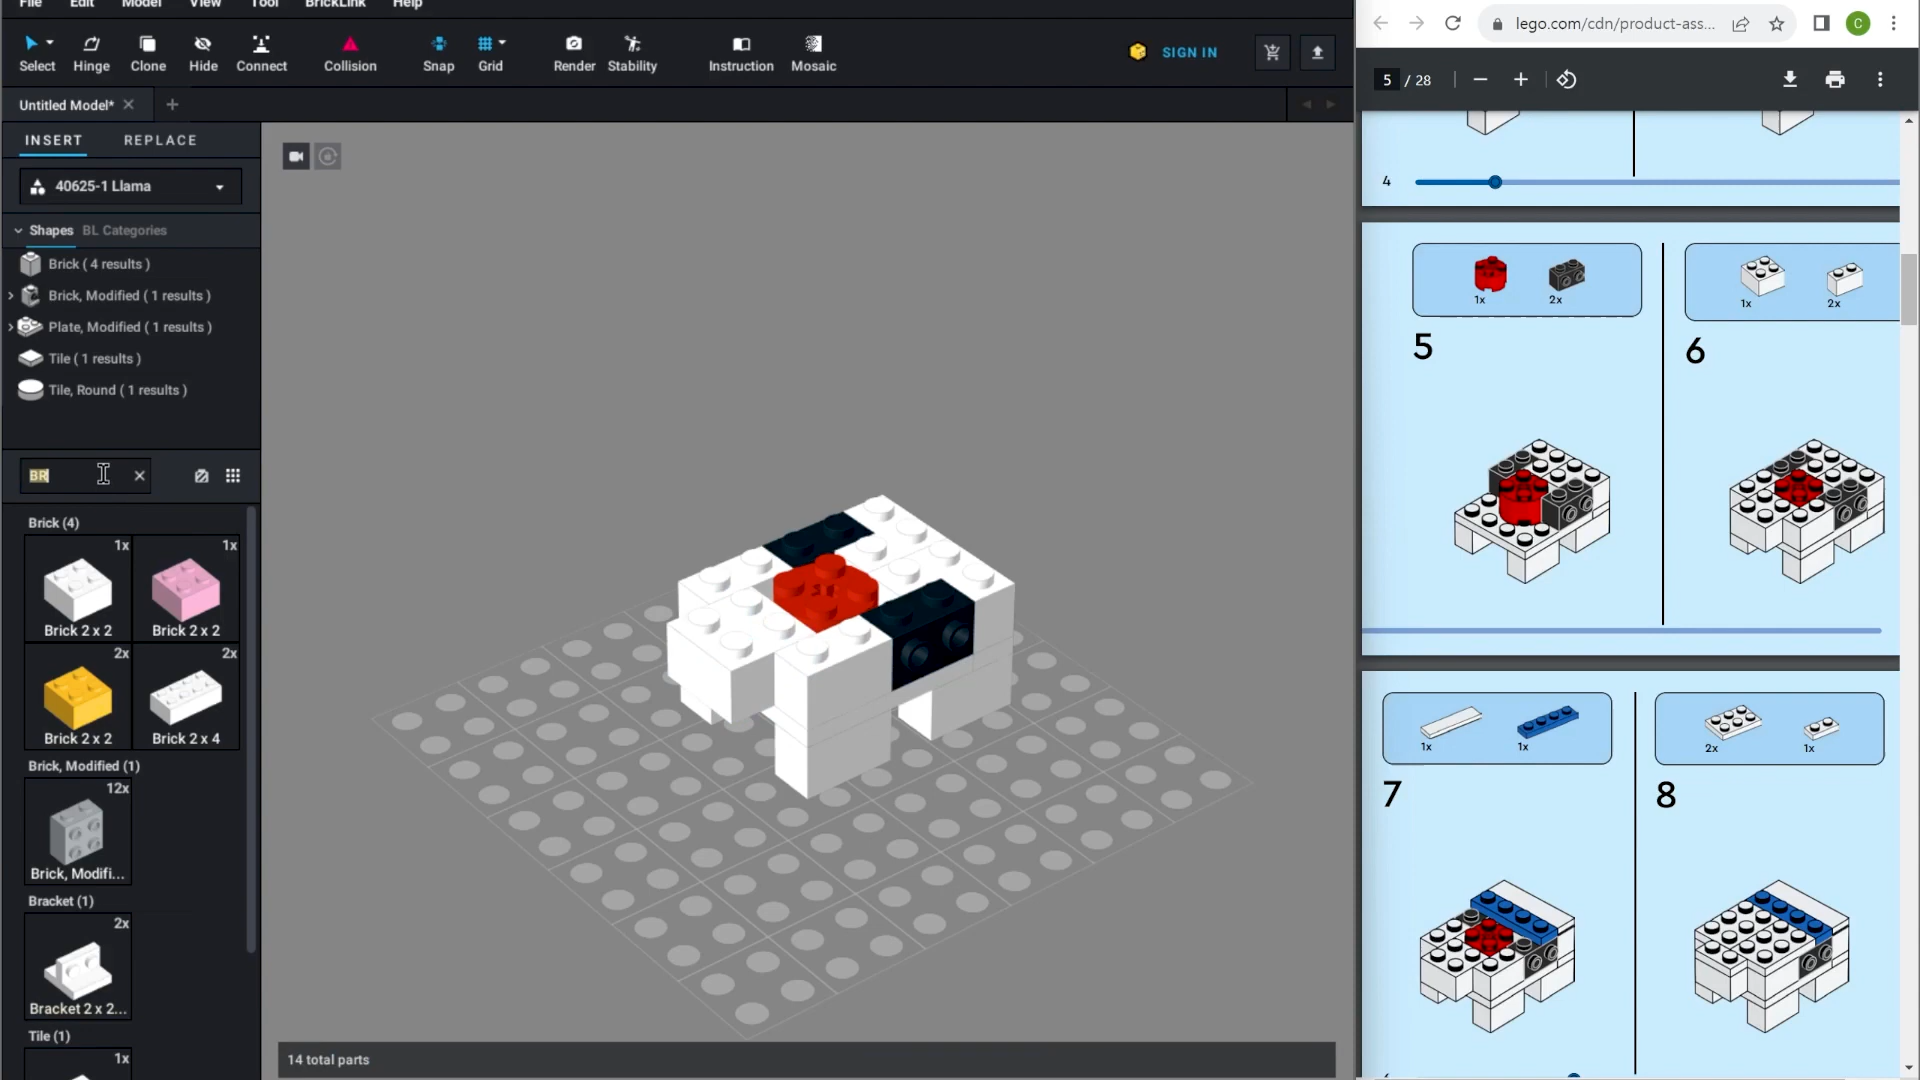 File Edit Model View Tool BrickLink Help
Select Hinge Clone Hide Connect Collision Snap Grid Render Stability Instruction Mosaic SIGN IN
Untitled Model*
INSERT REPLACE
40625-1 Llama
Shapes BL Categories
Brick ( 4 results )
Brick, Modified ( 1 results )
Plate, Modified ( 1 results )
Tile ( 1 results )
Tile, Round ( 1 results )
BR
Brick (4)
1x 1x
Brick 2 x 2 Brick 2 x 2
2x 2x
Brick 2 x 2 Brick 2 x 4
Brick, Modified (1)
12x
Brick, Modifi...
Bracket (1)
2x
Bracket 2 x 2...
Tile (1)
1x
14 total parts
lego.com/cdn/product-ass...
C
5 / 28
4
1x 2x
5
1x 2x
6
1x 1x
7
2x 1x
8